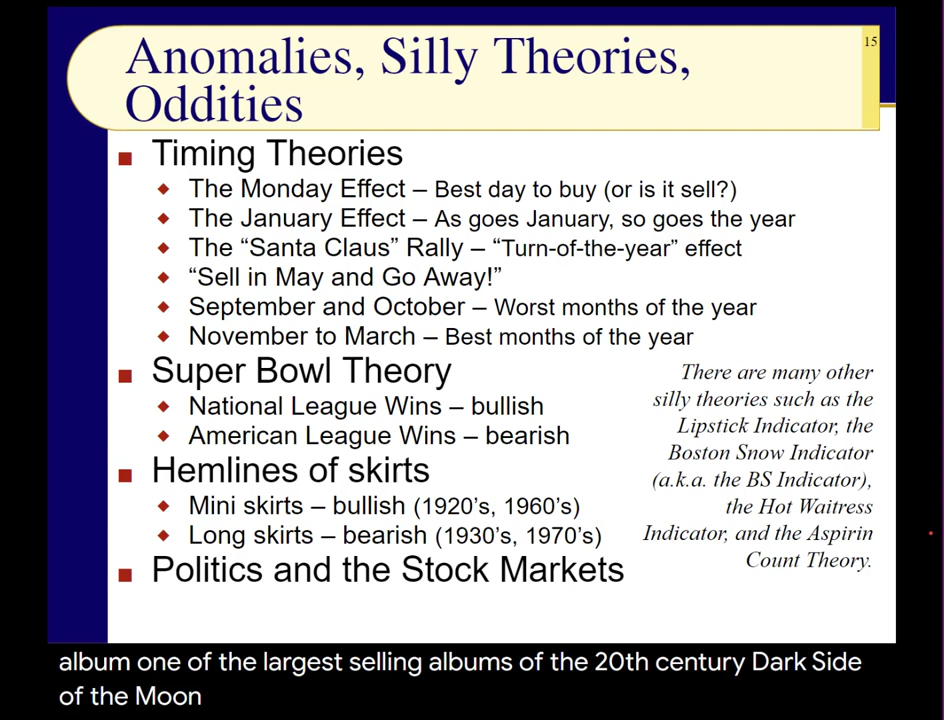 Anomalies, Silly Theories,
Oddities
15
Timing Theories
The Monday Effect – Best day to buy (or is it sell?)
The January Effect – As goes January, so goes the year
The “Santa Claus” Rally – “Turn-of-the-year” effect
“Sell in May and Go Away!”
September and October – Worst months of the year
November to March – Best months of the year
Super Bowl Theory
National League Wins – bullish
American League Wins – bearish
Hemlines of skirts
Mini skirts – bullish (1920’s, 1960’s)
Long skirts – bearish (1930’s, 1970’s)
Politics and the Stock Markets
There are many other
silly theories such as the
Lipstick Indicator, the
Boston Snow Indicator
(a.k.a. the BS Indicator),
the Hot Waitress
Indicator, and the Aspirin
Count Theory.
album one of the largest selling albums of the 20th century Dark Side
of the Moon